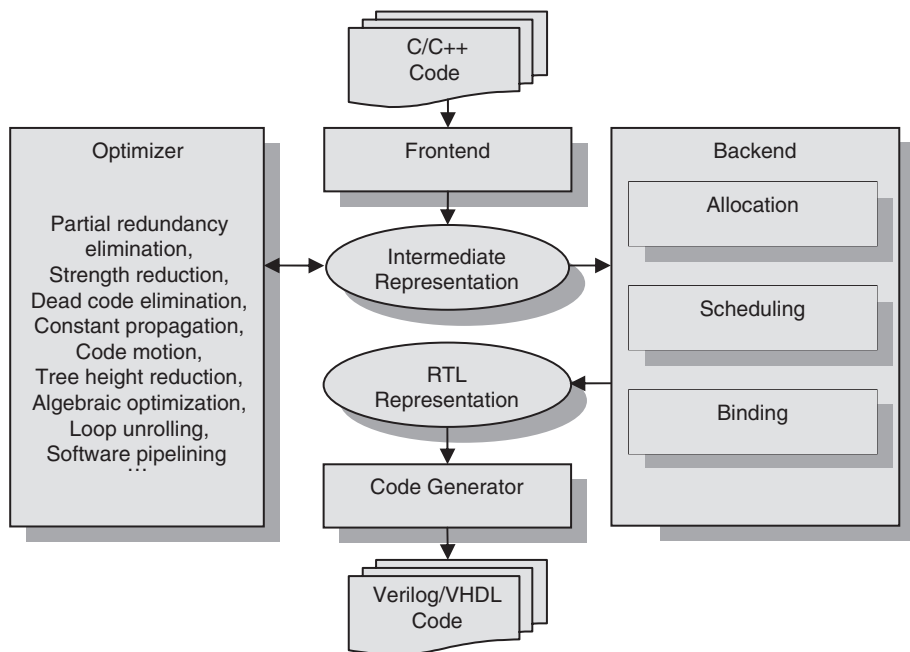 C/C++
Code
Optimizer
Partial redundancy
elimination,
Strength reduction,
Dead code elimination,
Constant propagation,
Code motion,
Tree height reduction,
Algebraic optimization,
Loop unrolling,
Software pipelining
...
Frontend
Intermediate
Representation
RTL
Representation
Code Generator
Verilog/VHDL
Code
Backend
Allocation
Scheduling
Binding